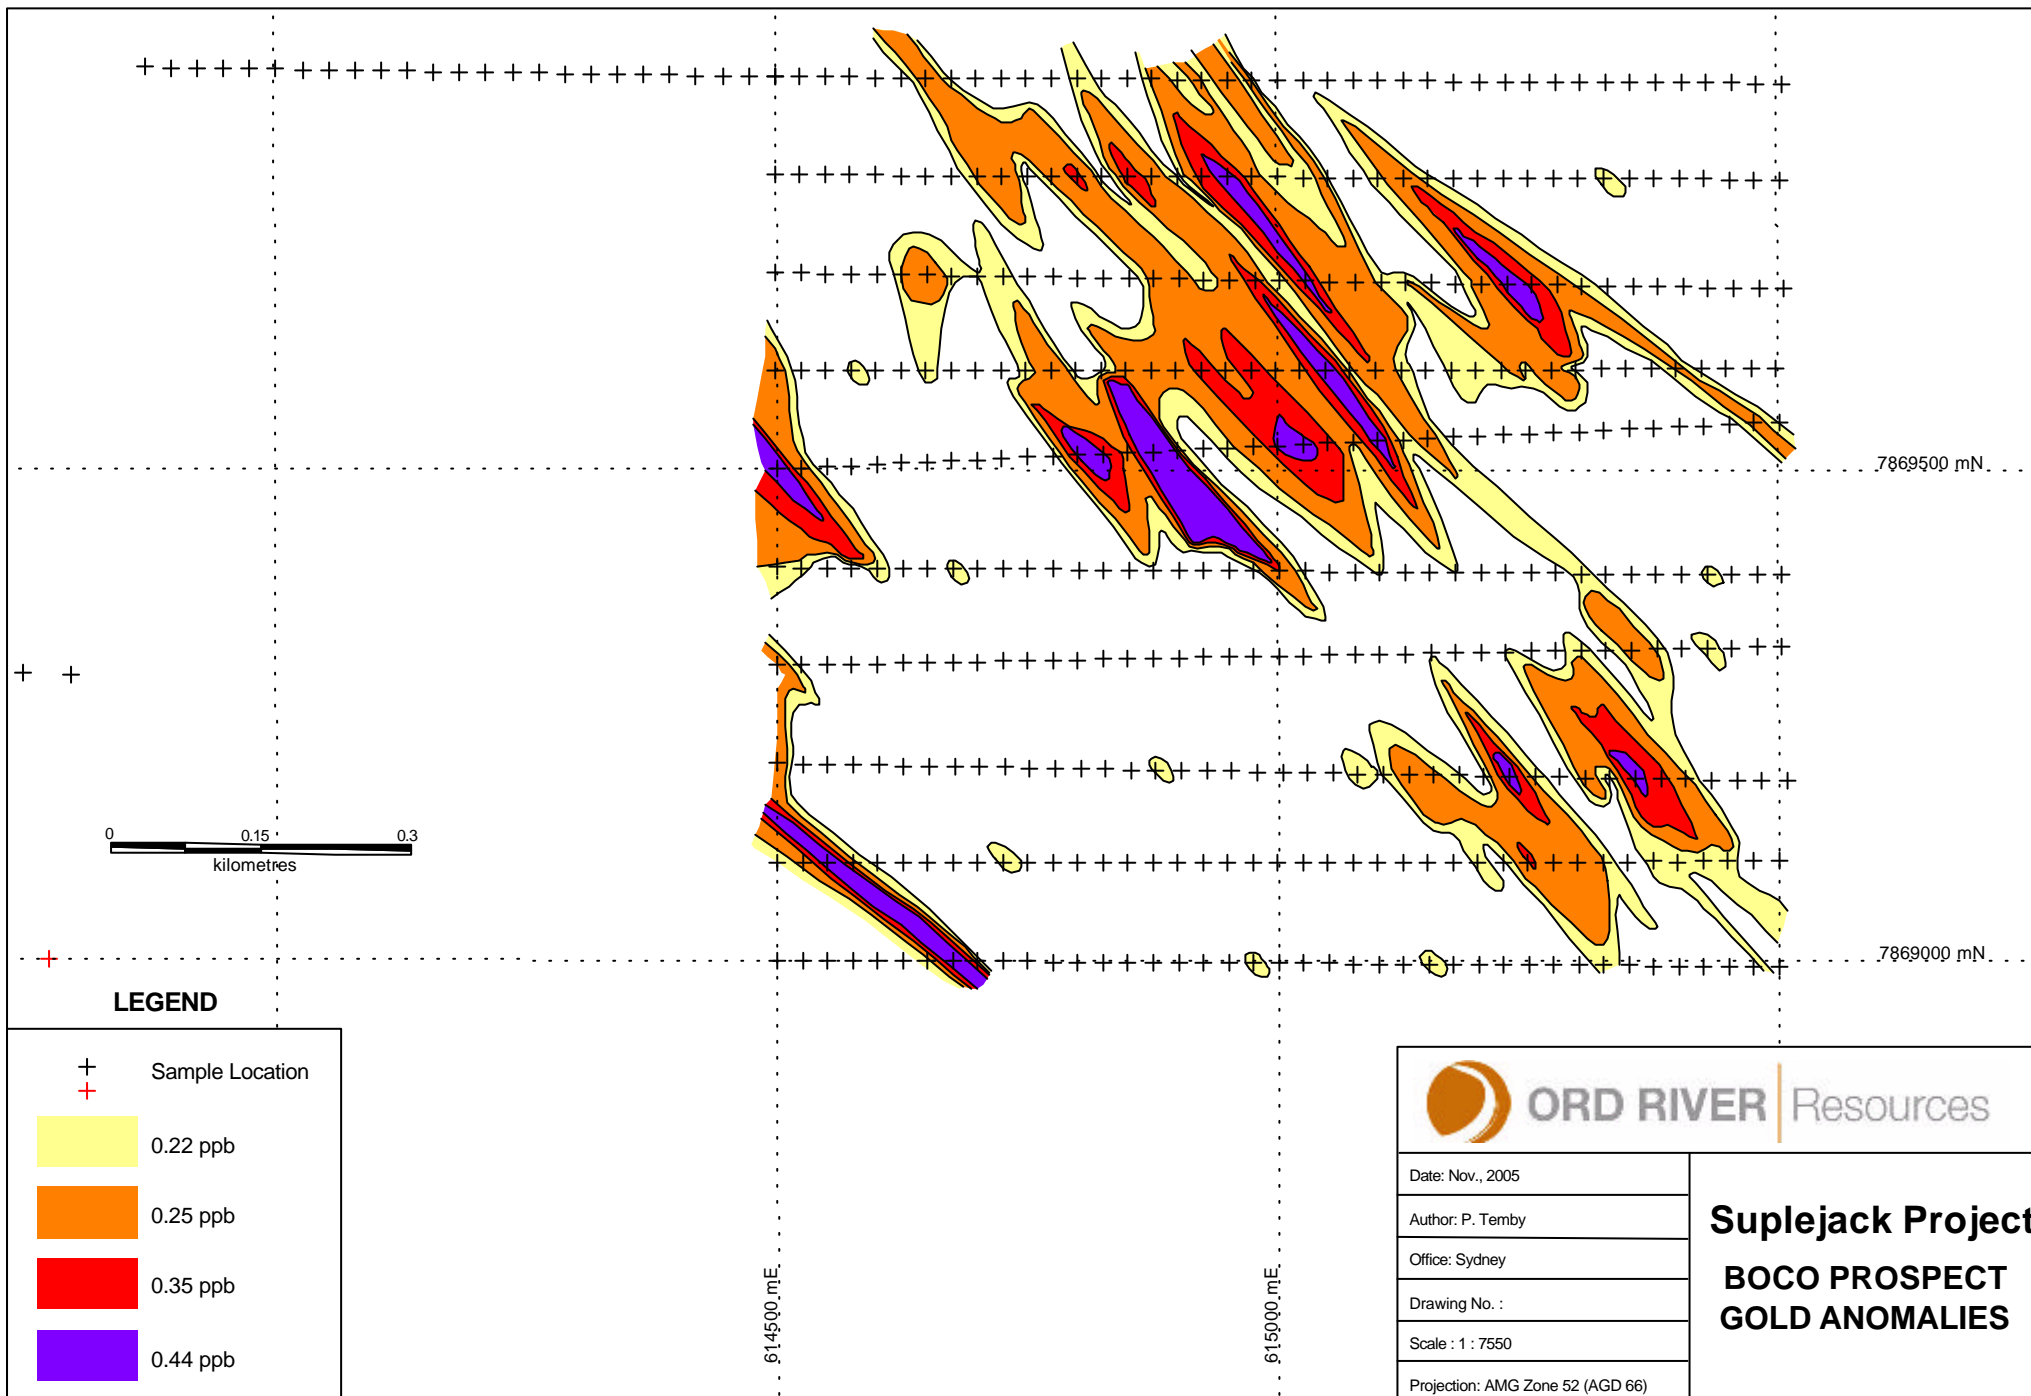 7869500 mN
0 0.15 0.3
kilometres
7869000 mN
LEGEND
Sample Location
0.22 ppb
0.25 ppb
0.35 ppb
0.44 ppb
614500 mE
615000 mE
ORD RIVER Resources
Date: Nov., 2005
Author: P. Temby
Office: Sydney
Drawing No. :
Scale : 1 : 7550
Projection: AMG Zone 52 (AGD 66)
Suplejack Project
BOCO PROSPECT
GOLD ANOMALIES